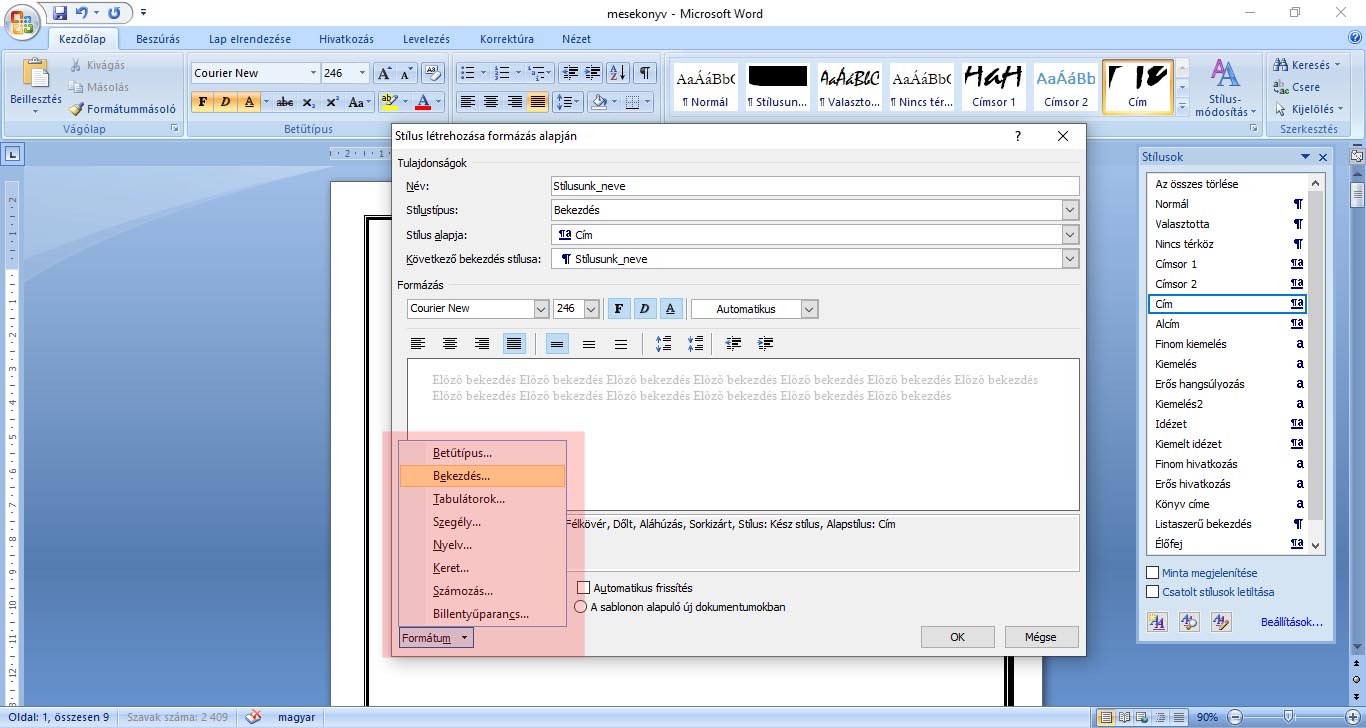 mesekonyv - Microsoft Word
Kezdőlap Beszúrás Lap elrendezése Hivatkozás Levelezés Korrektúra Nézet
Beillesztés
Kivágás
Másolás
Formátummásoló
Vágólap
Courier New 246
F D A abc x₂ x² Aa
Betűtípus
AaÁáBbC AaÁáBbC AaÁáBbC HaH AaÁáBb
¶ Normál ¶ Stílusun... ¶ Valaszto... ¶ Nincs tér... Címsor 1 Címsor 2 Cím
Stílus-
módosítás
Keresés
Csere
Kijelölés
Szerkesztés
Stílus létrehozása formázás alapján ?
Tulajdonságok
Név: Stílusunk_neve
Stílustípus: Bekezdés
Stílus alapja: ¶a Cím
Következő bekezdés stílusa: ¶ Stílusunk_neve
Formázás
Courier New 246 F D A Automatikus
Előző bekezdés Előző bekezdés Előző bekezdés Előző bekezdés Előző bekezdés Előző bekezdés Előző bekezdés
Előző bekezdés Előző bekezdés Előző bekezdés Előző bekezdés Előző bekezdés Előző bekezdés
Betűtípus...
Bekezdés...
Tabulátorok...
Szegély...
Nyelv...
Keret...
Számozás...
Billentyűparancs...
Félkövér, Dőlt, Aláhúzás, Sorkizárt, Stílus: Kész stílus, Alapstílus: Cím
Automatikus frissítés
A sablonon alapuló új dokumentumokban
Formátum OK Mégse
Stílusok
Az összes törlése
Normál ¶
Valasztotta ¶
Nincs térköz ¶
Címsor 1 ¶a
Címsor 2 ¶a
Cím ¶a
Alcím ¶a
Finom kiemelés a
Kiemelés a
Erős hangsúlyozás a
Kiemelés2 a
Idézet ¶a
Kiemelt idézet ¶a
Finom hivatkozás a
Erős hivatkozás a
Könyv címe a
Listaszerű bekezdés ¶
Élőfej ¶a
Minta megjelenítése
Csatolt stílusok letiltása
Beállítások...
Oldal: 1, összesen 9 Szavak száma: 2 409 magyar 90%